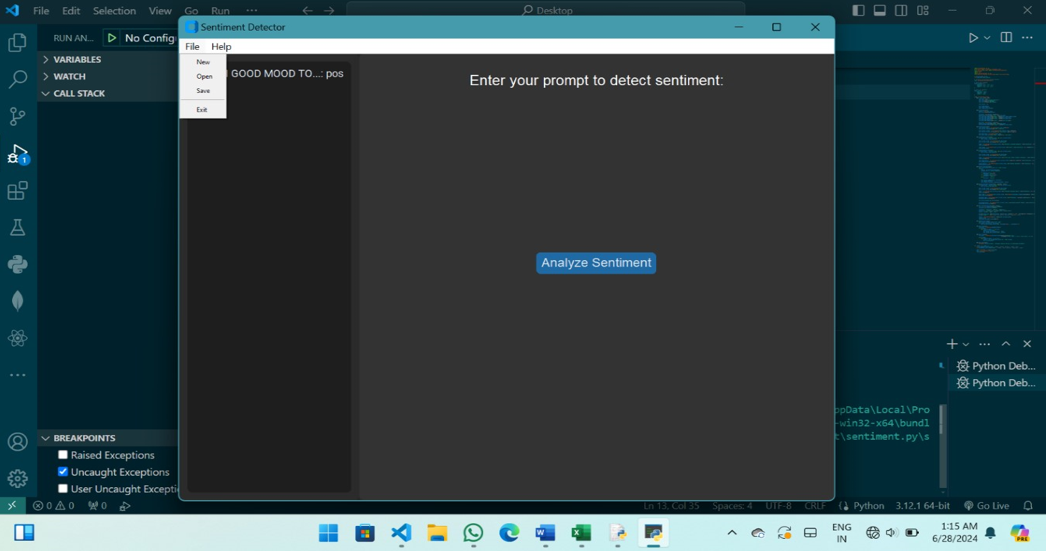 File Edit Selection View Go Run ... Desktop
Sentiment Detector
RUN AN... No Config
File Help
VARIABLES
WATCH
CALL STACK
New
Open
Save
Exit
GOOD MOOD TO...: pos
Enter your prompt to detect sentiment:
Analyze Sentiment
Python Deb...
Python Deb...
ppData\Local\Pro
-win32-x64\bundl
t\sentiment.py\s
BREAKPOINTS
Raised Exceptions
Uncaught Exceptions
User Uncaught Excepti
0 0 0 Ln 13, Col 35 Spaces: 4 UTF-8 CRLF Python 3.12.1 64-bit Go Live
ENG
IN
1:15 AM
6/28/2024
PRE